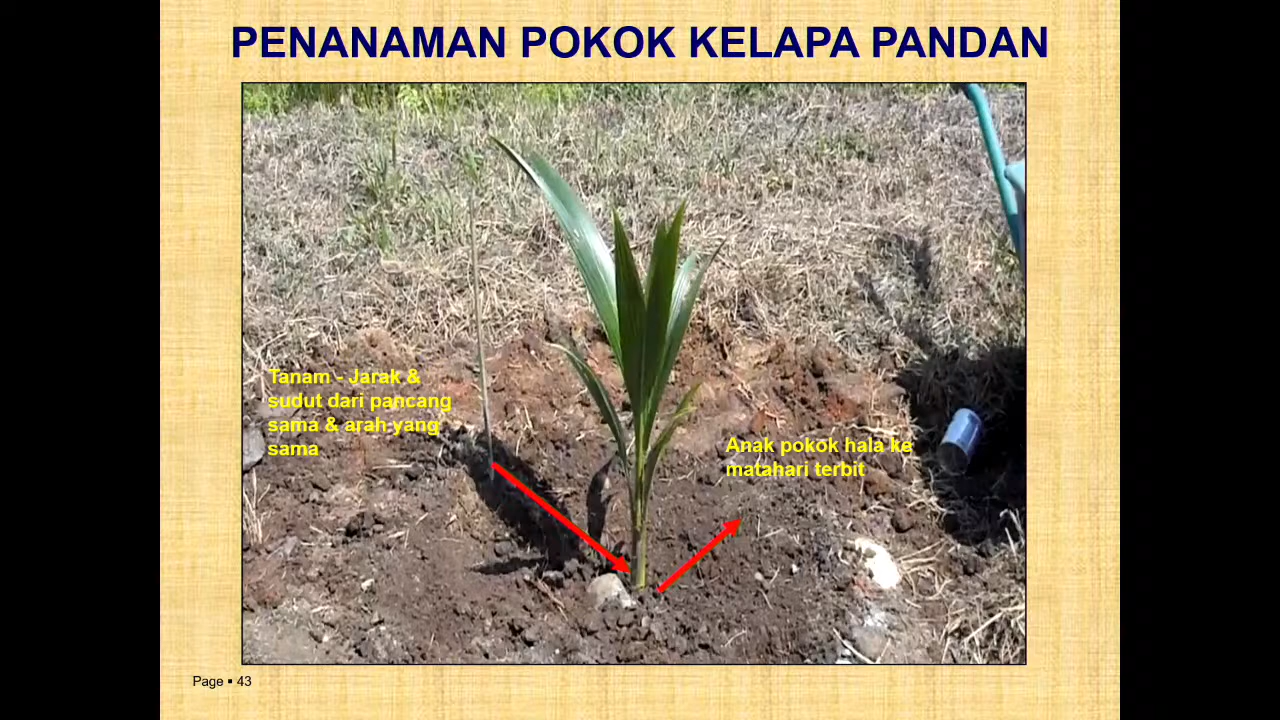 PENANAMAN POKOK KELAPA PANDAN
Tanam - Jarak &
sudut dari pancang
sama & arah yang
sama
Anak pokok hala ke
matahari terbit
Page ▪ 43